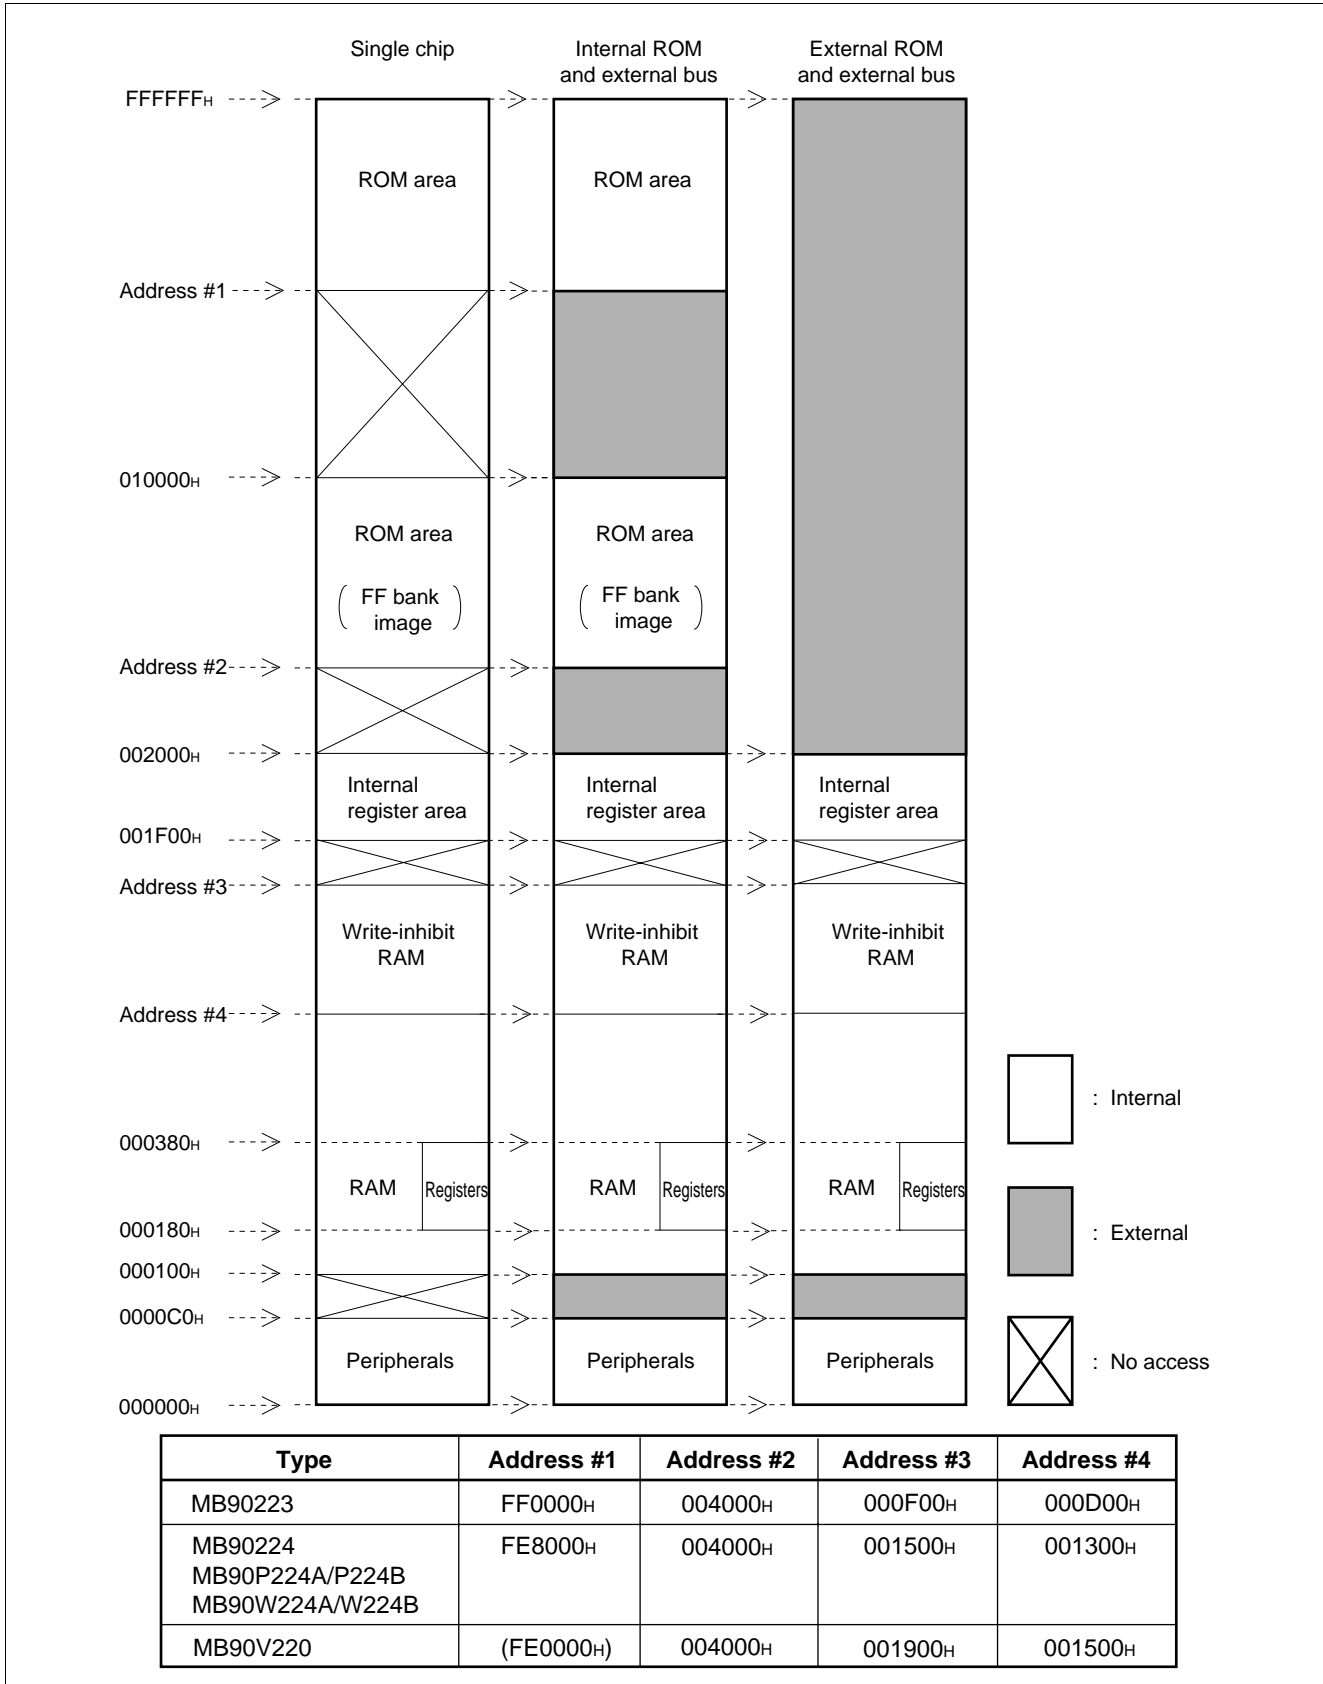 Single chip
Internal ROM
and external bus
External ROM
and external bus
FFFFFFH
ROM area
ROM area
Address #1
010000H
ROM area
ROM area
FF bank
image
FF bank
image
Address #2
002000H
Internal
register area
Internal
register area
Internal
register area
001F00H
Address #3
Write-inhibit
RAM
Write-inhibit
RAM
Write-inhibit
RAM
Address #4
: Internal
000380H
RAM Registers RAM Registers RAM Registers
000180H
: External
000100H
0000C0H
Peripherals Peripherals Peripherals
: No access
000000H
Type Address #1 Address #2 Address #3 Address #4
MB90223 FF0000H 004000H 000F00H 000D00H
MB90224 FE8000H 004000H 001500H 001300H
MB90P224A/P224B
MB90W224A/W224B
MB90V220 (FE0000H) 004000H 001900H 001500H